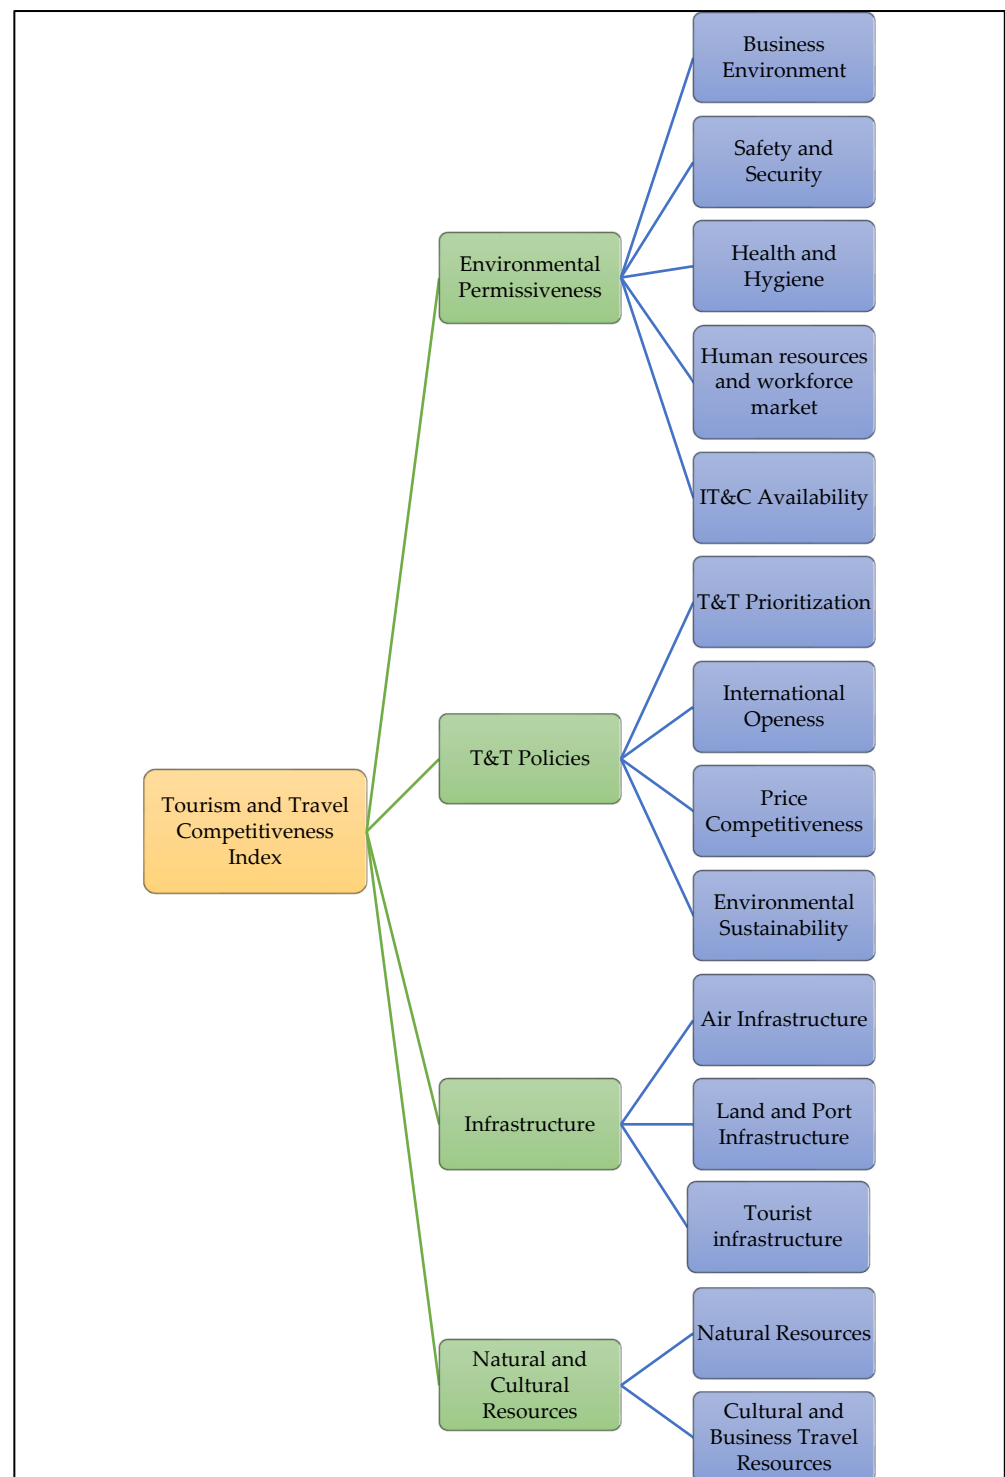 Business
Environment
Safety and
Security
Health and
Hygiene
Human resources
and workforce
market
IT&C Availability
Environmental
Permissiveness
T&T Prioritization
International
Openess
Price
Competitiveness
Environmental
Sustainability
T&T Policies
Tourism and Travel
Competitiveness
Index
Air Infrastructure
Land and Port
Infrastructure
Tourist
infrastructure
Infrastructure
Natural Resources
Cultural and
Business Travel
Resources
Natural and
Cultural
Resources